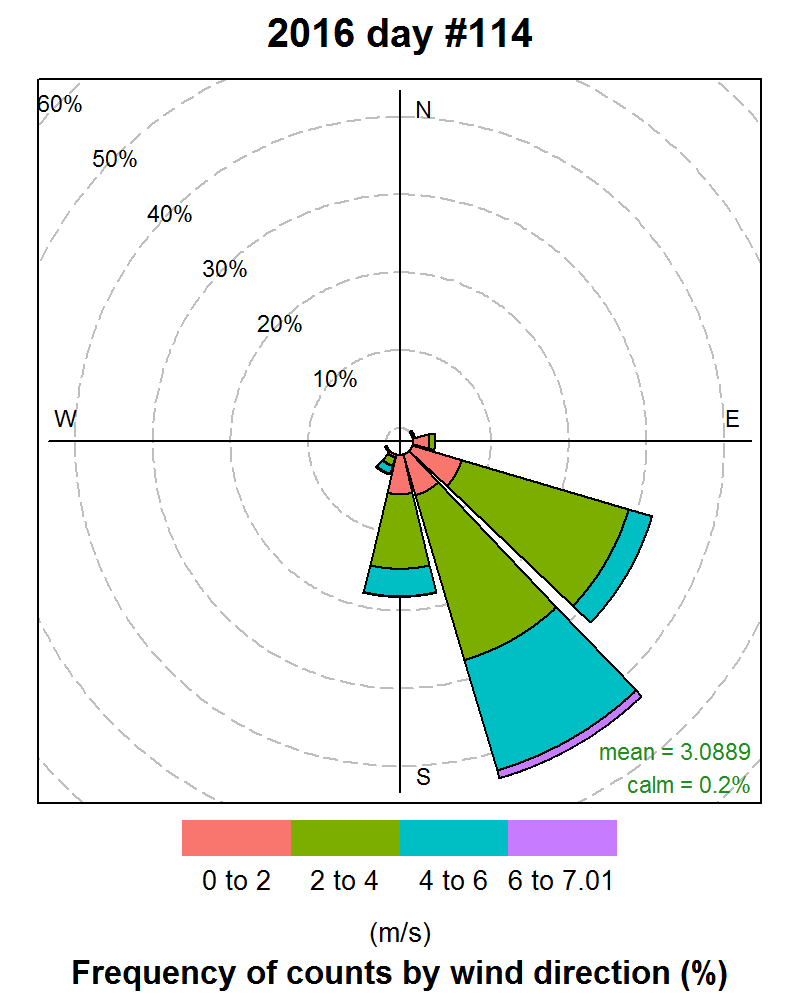 2016 day #114
60%
50%
40%
30%
20%
10%
N
W
E
S
mean = 3.0889
calm = 0.2%
0 to 2 2 to 4 4 to 6 6 to 7.01
(m/s)
Frequency of counts by wind direction (%)